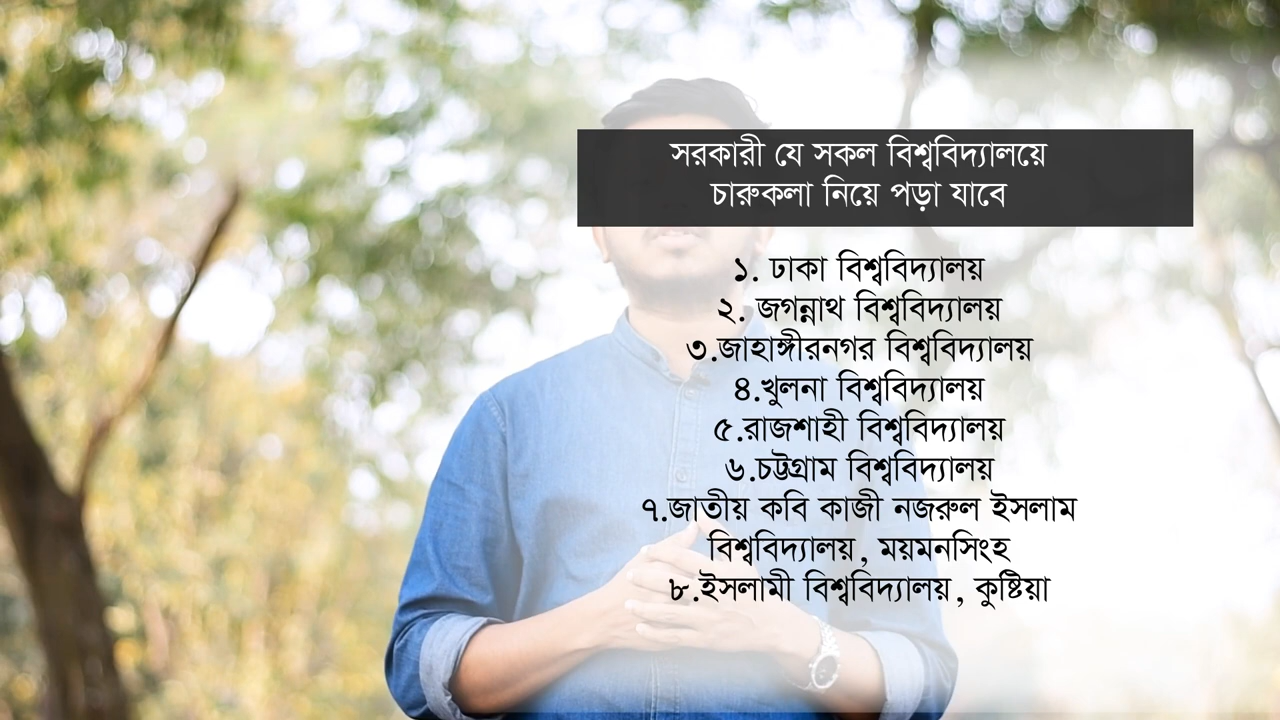 সরকারী যে সকল বিশ্ববিদ্যালয়ে
চারুকলা নিয়ে পড়া যাবে
১. ঢাকা বিশ্ববিদ্যালয়
২. জগন্নাথ বিশ্ববিদ্যালয়
৩.জাহাঙ্গীরনগর বিশ্ববিদ্যালয়
৪.খুলনা বিশ্ববিদ্যালয়
৫.রাজশাহী বিশ্ববিদ্যালয়
৬.চট্টগ্রাম বিশ্ববিদ্যালয়
৭.জাতীয় কবি কাজী নজরুল ইসলাম
বিশ্ববিদ্যালয়, ময়মনসিংহ
৮.ইসলামী বিশ্ববিদ্যালয়, কুষ্টিয়া